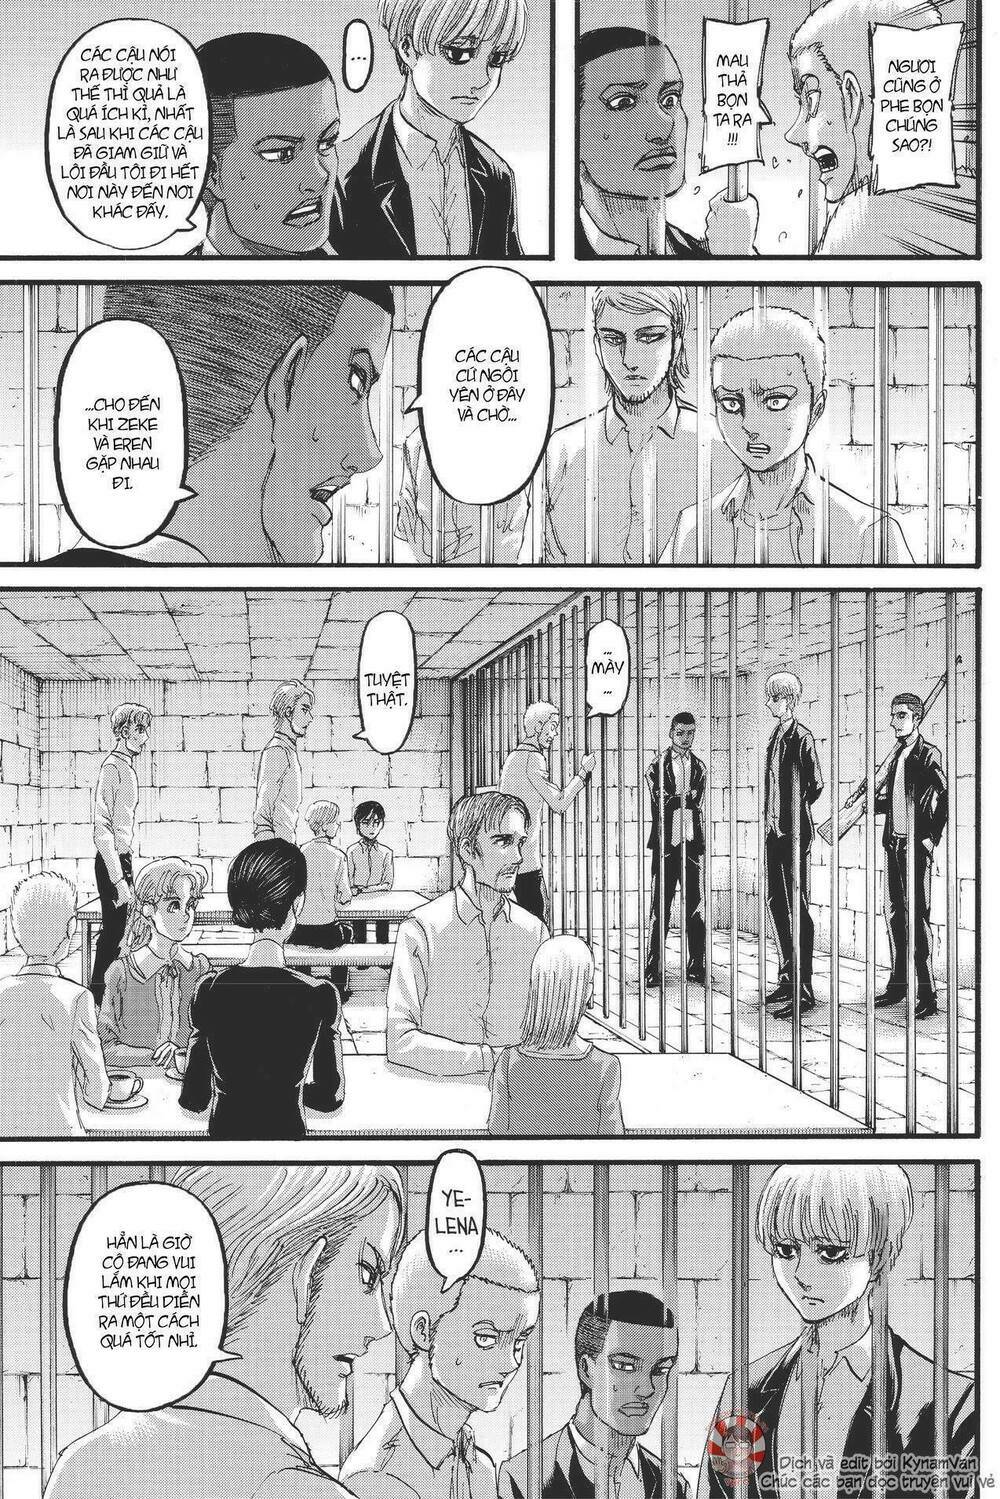 NGƯƠI
CŨNG Ở
PHE BỌN
CHÚNG
SAO?!
MAU
THẢ
BỌN
TA RA
!!!
...
CÁC CẬU NÓI
RA ĐƯỢC NHƯ
THẾ THÌ QUẢ LÀ
QUÁ ÍCH KỈ, NHẤT
LÀ SAU KHI CÁC CẬU
ĐÃ GIAM GIỮ VÀ
LÔI ĐẦU TÔI ĐI HẾT
NƠI NÀY ĐẾN NƠI
KHÁC ĐẤY.
CÁC CẬU
CỨ NGỒI
YÊN Ở ĐÂY
VÀ CHỜ...
...CHO ĐẾN
KHI ZEKE
VÀ EREN
GẶP NHAU
ĐI.
...
MÀY
...
TUYỆT
THẬT.
YE-
LENA
...
HẲN LÀ GIỜ
CÔ ĐANG VUI
LẮM KHI MỌI
THỨ ĐỀU DIỄN
RA MỘT CÁCH
QUÁ TỐT NHỈ.
Dịch và edit bởi KynamVan
Chúc các bạn đọc truyện vui vẻ